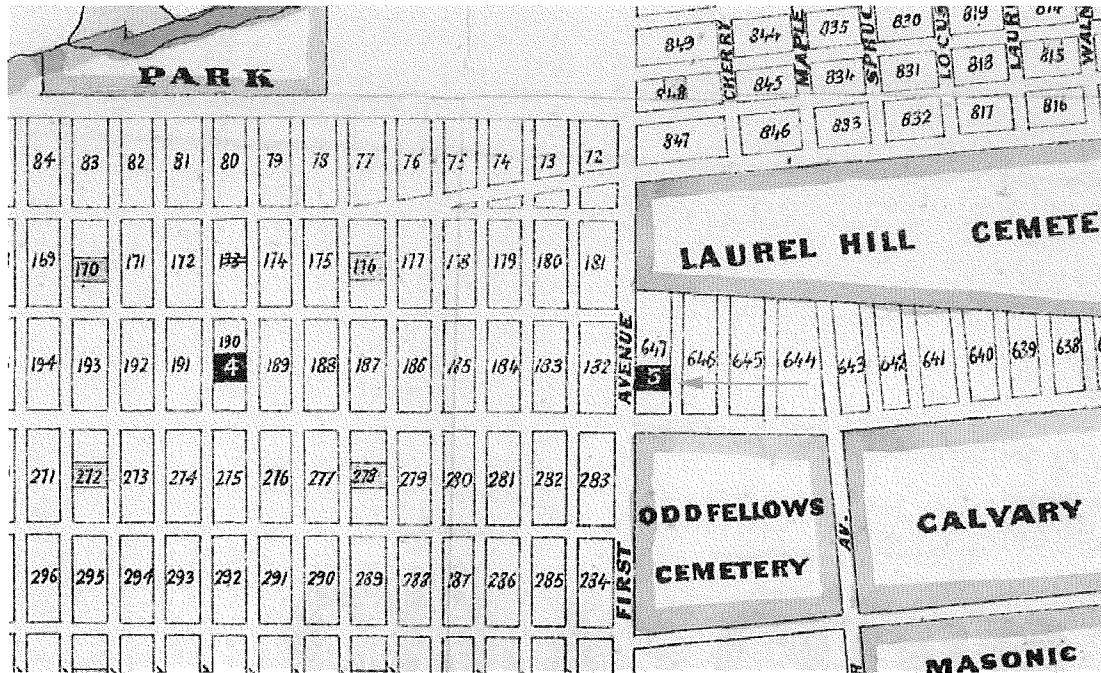 PARK
849 844 835 830 819
CHERRY
MAPLE
848 845 834 831 818 815
847 846 833 832 817 816
84 83 82 81 80 79 78 77 76 75 74 73 72
LAUREL HILL
169 170 171 172 173 174 175 176 177 178 179 180 181
190
194 193 192 191 4 189 188 187 186 185 184 183 182
FIRST AVENUE
647 646 645 644 643 642 641 640 639 638
5
271 272 273 274 275 276 277 278 279 280 281 282 283
ODD FELLOWS
CEMETERY
AV.
CALVARY
296 295 294 293 292 291 290 289 288 287 286 285 284
MASONIC